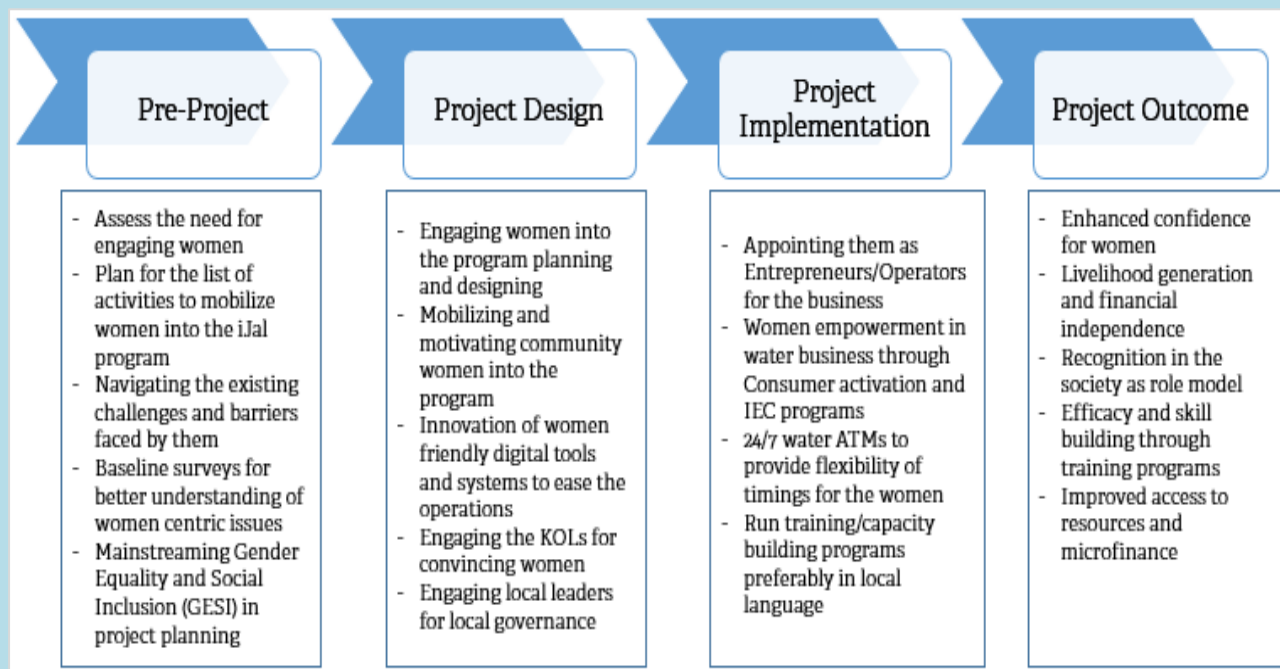 Pre-Project
- Assess the need for
engaging women
- Plan for the list of
activities to mobilize
women into the iJal
program
- Navigating the existing
challenges and barriers
faced by them
- Baseline surveys for
better understanding of
women centric issues
- Mainstreaming Gender
Equality and Social
Inclusion (GESI) in
project planning
Project Design
- Engaging women into
the program planning
and designing
- Mobilizing and
motivating community
women into the
program
- Innovation of women
friendly digital tools
and systems to ease the
operations
- Engaging the KOLs for
convincing women
- Engaging local leaders
for local governance
Project
Implementation
- Appointing them as
Entrepreneurs/Operators
for the business
- Women empowerment in
water business through
Consumer activation and
IEC programs
- 24/7 water ATMs to
provide flexibility of
timings for the women
- Run training/capacity
building programs
preferably in local
language
Project Outcome
- Enhanced confidence
for women
- Livelihood generation
and financial
independence
- Recognition in the
society as role model
- Efficacy and skill
building through
training programs
- Improved access to
resources and
microfinance